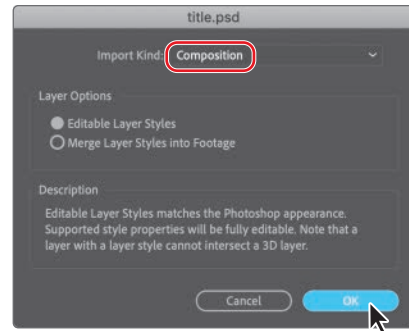 title.psd
Import Kind: Composition
Layer Options
Editable Layer Styles
Merge Layer Styles into Footage
Description
Editable Layer Styles matches the Photoshop appearance.
Supported style properties will be fully editable. Note that a
layer with a layer style cannot intersect a 3D layer.
Cancel OK